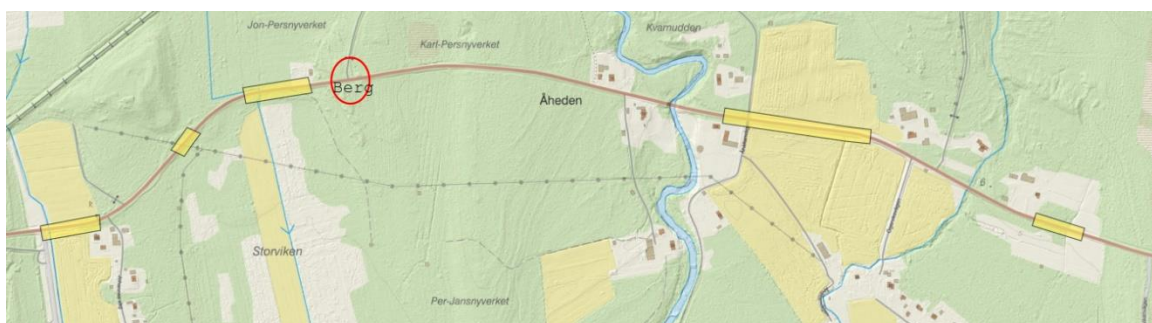 Jon-Persnyverket
Kvarnudden
Karl-Persnyverket
Berg
Åheden
Storviken
Per-Jansnyverket